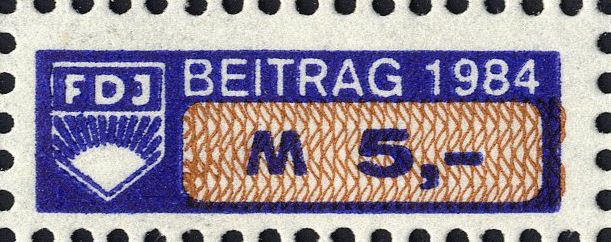 FDJ
BEITRAG 1984
M 5,-